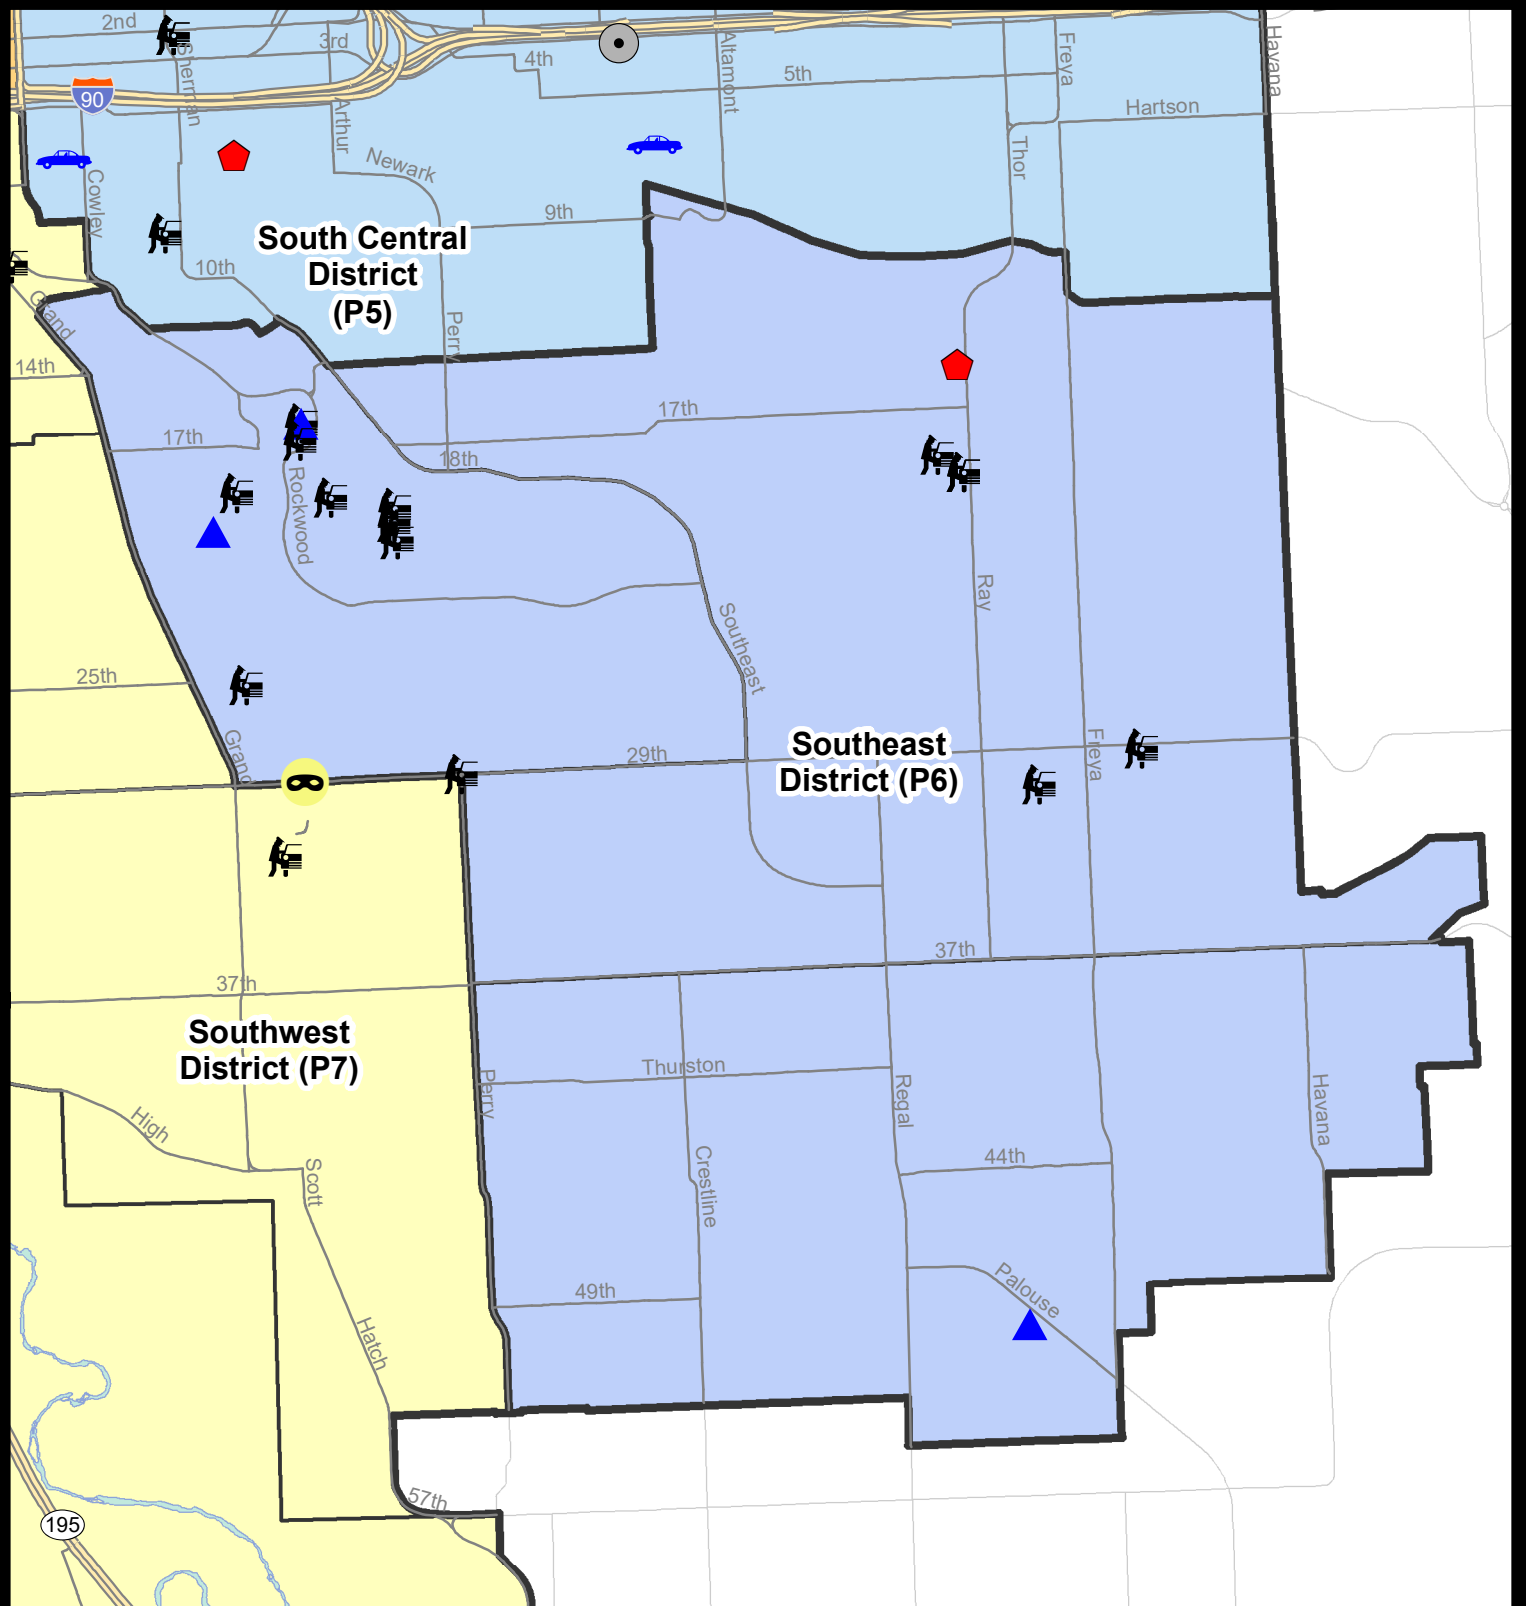 2nd
3rd
4th
5th
90
Sherman
Arthur
Altamont
Freya
Havana
Hartson
Thor
Newark
Cowley
9th
South Central
District
(P5)
10th
Perry
Grand
14th
17th
17th
18th
Rockwood
Ray
Southeast
25th
Grand
29th
Southeast
District (P6)
Freya
37th
37th
Southwest
District (P7)
Thurston
Perry
Regal
Havana
High
Scott
Crestline
44th
49th
Palouse
Hatch
57th
195